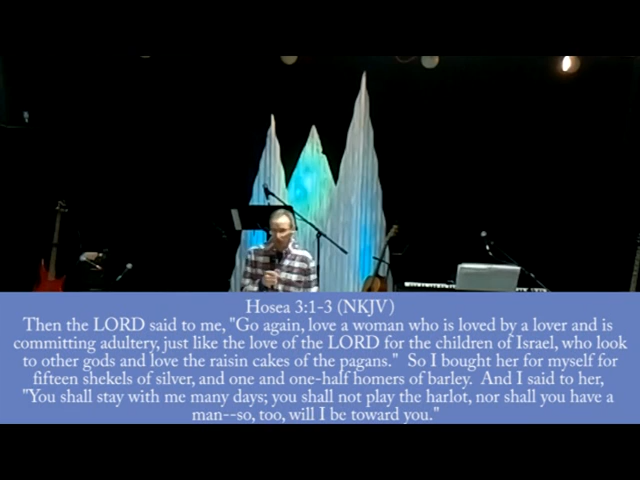 Hosea 3:1-3 (NKJV)
Then the LORD said to me, "Go again, love a woman who is loved by a lover and is
committing adultery, just like the love of the LORD for the children of Israel, who look
to other gods and love the raisin cakes of the pagans."  So I bought her for myself for
fifteen shekels of silver, and one and one-half homers of barley.  And I said to her,
"You shall stay with me many days; you shall not play the harlot, nor shall you have a
man--so, too, will I be toward you."